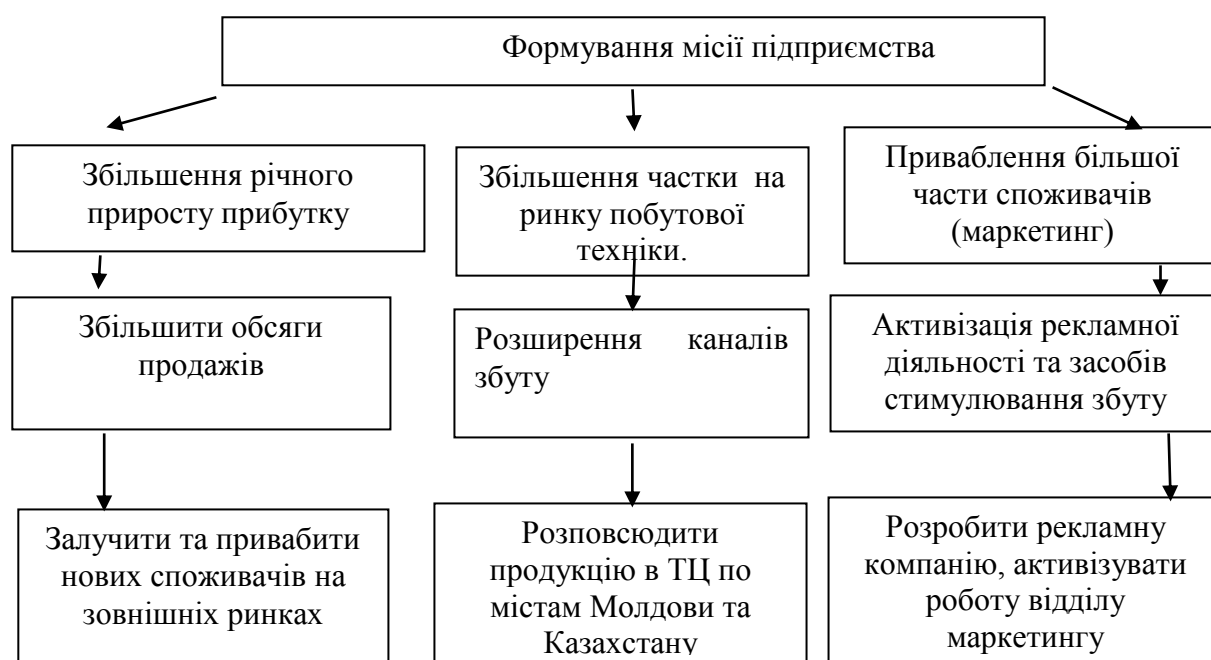 Формування місії підприємства
Збільшення річного
приросту прибутку
Збільшення частки на
ринку побутової
техніки.
Приваблення більшої
части споживачів
(маркетинг)
Збільшити обсяги
продажів
Розширення каналів
збуту
Активізація рекламної
діяльності та засобів
стимулювання збуту
Залучити та привабити
нових споживачів на
зовнішніх ринках
Розповсюдити
продукцію в ТЦ по
містам Молдови та
Казахстану
Розробити рекламну
компанію, активізувати
роботу відділу
маркетингу